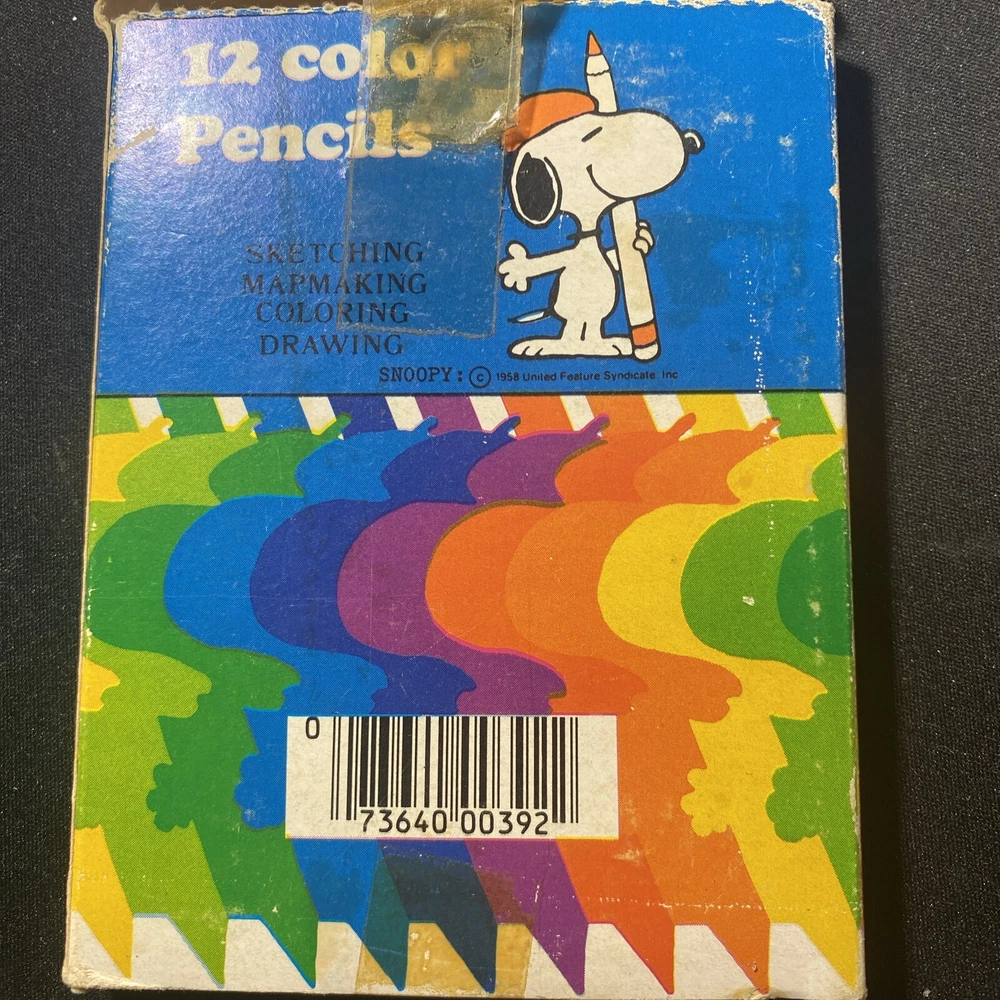 12 color
Pencils
SKETCHING
MAPMAKING
COLORING
DRAWING
SNOOPY: © 1958 United Feature Syndicate. Inc
0
73640 00392